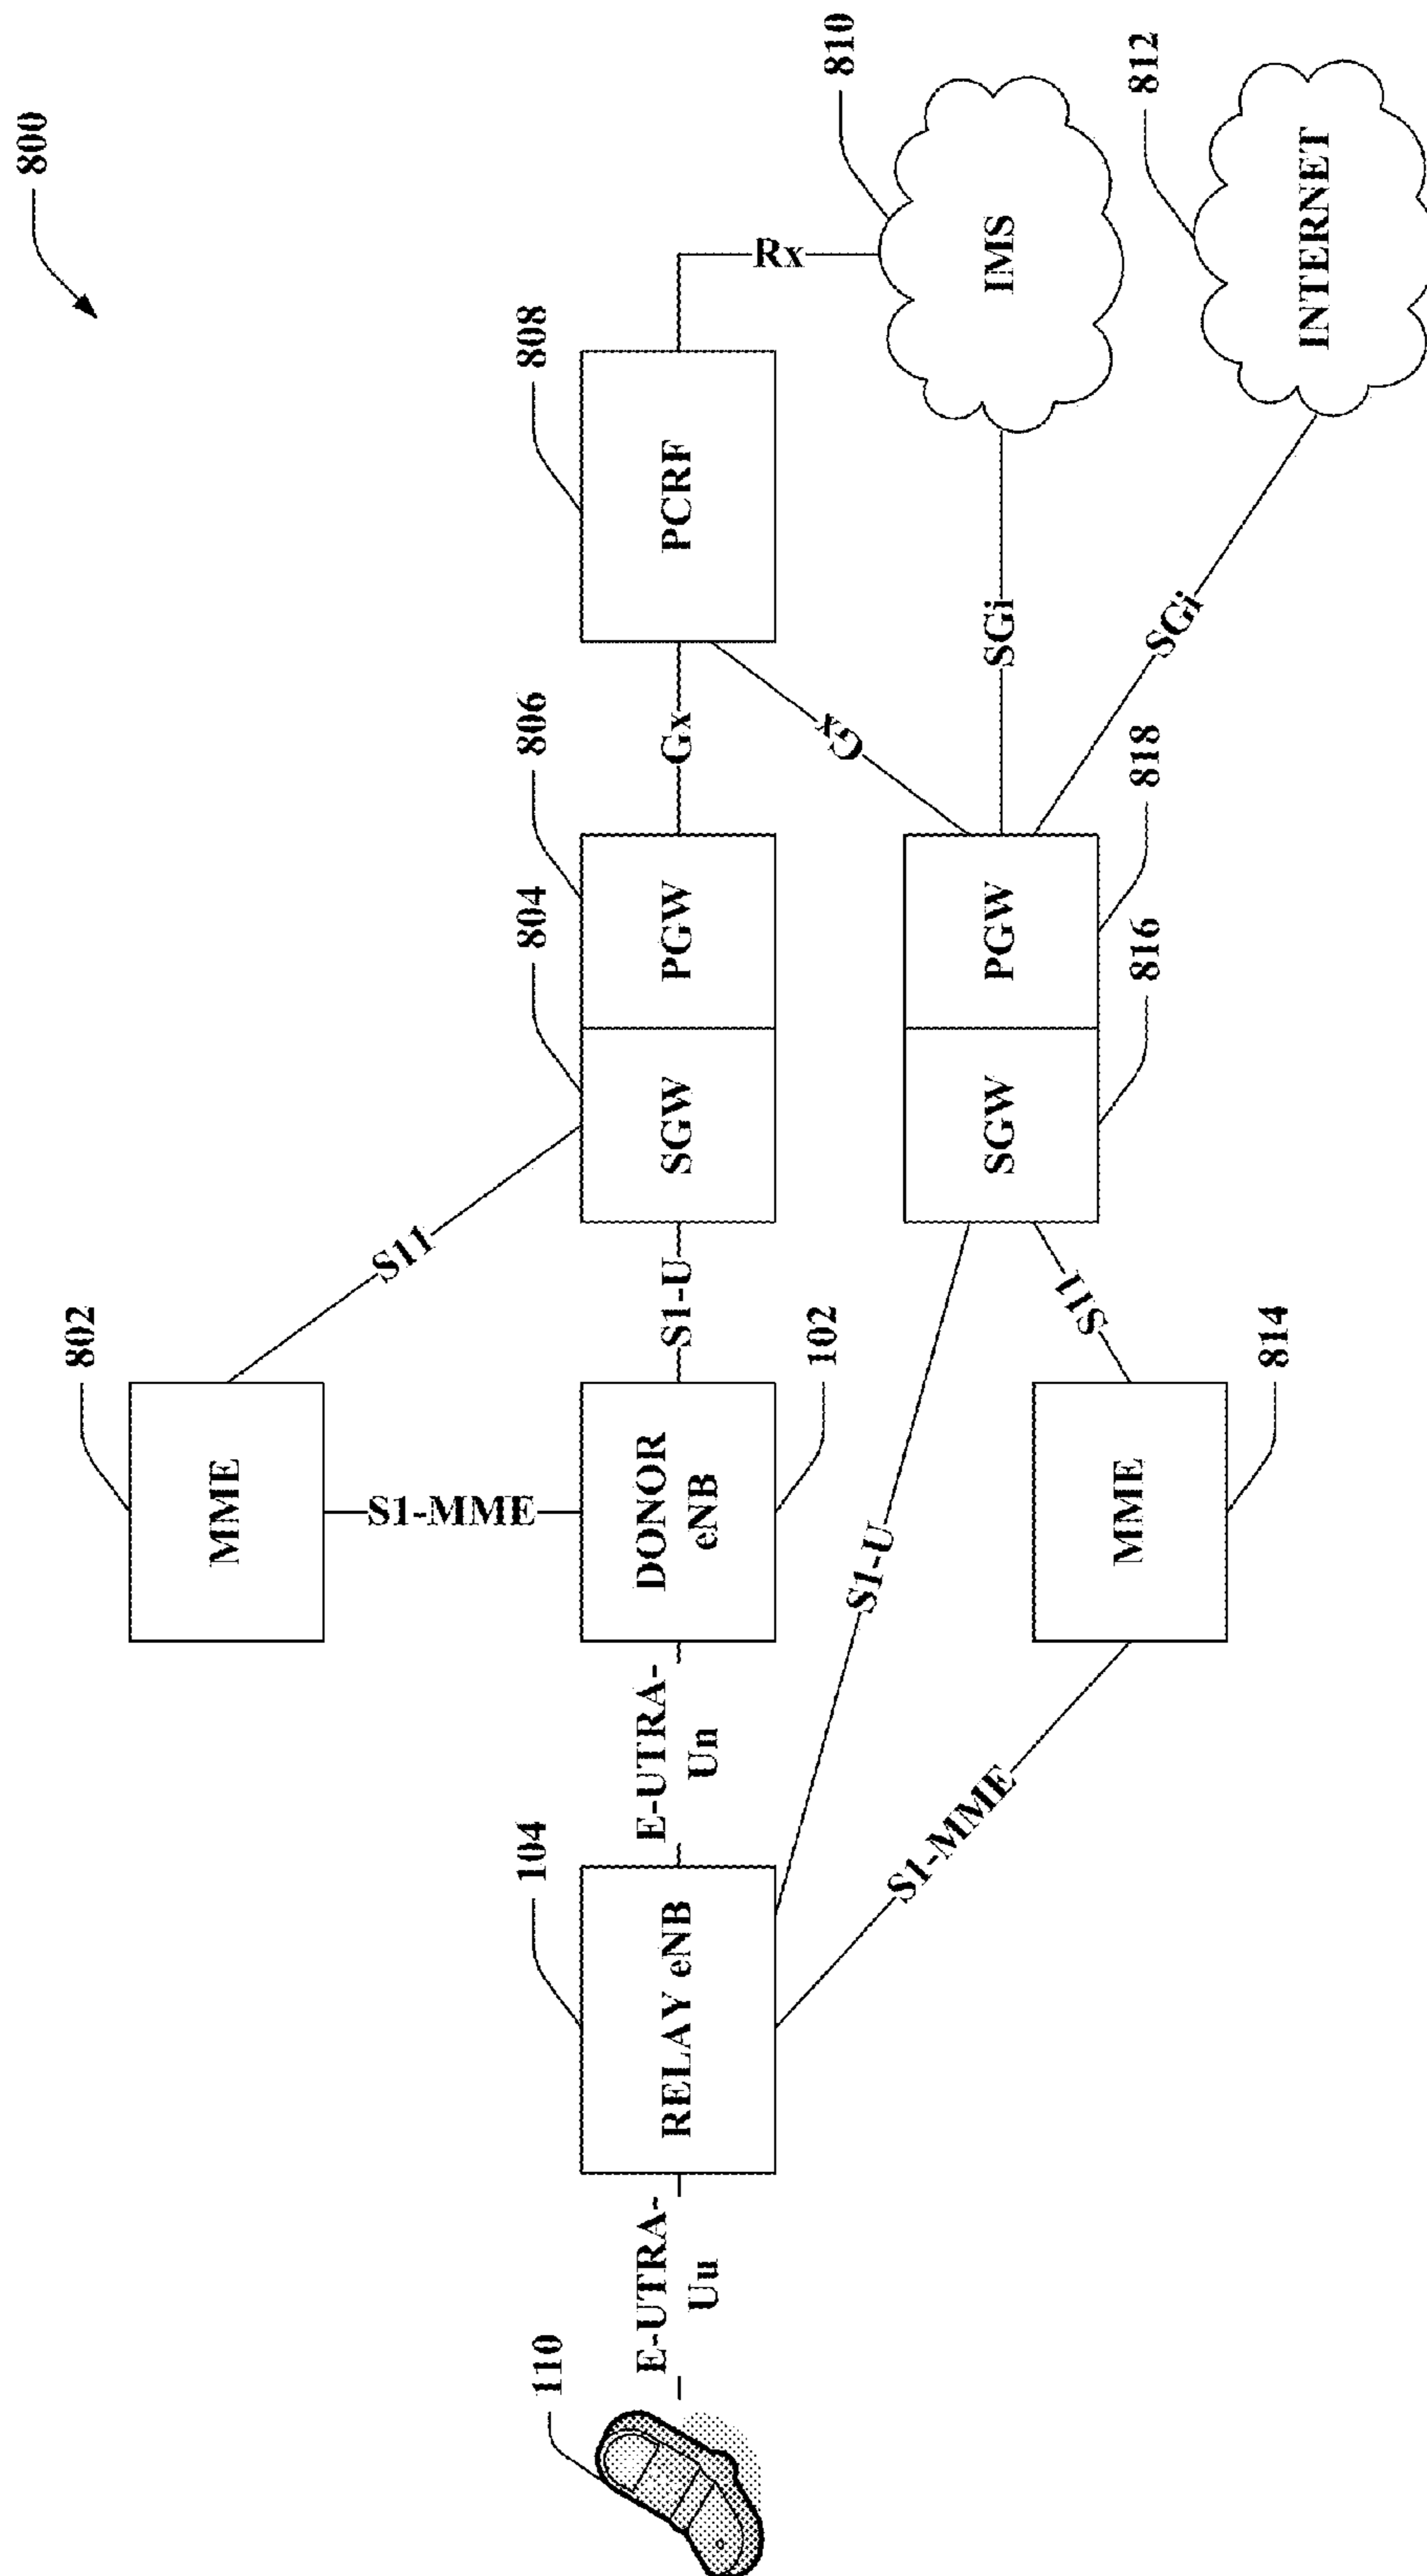 800
802
MME
S11
S1-MME
110
104
804
806
808
E-UTRA-
Uu
RELAY eNB
E-UTRA-
Un
DONOR
eNB
S1-U
SGW
PGW
Gx
PCRF
102
Rx
810
Gx
S1-U
S1-MME
SGW
PGW
SGi
IMS
S11
MME
814
816
818
SGi
812
INTERNET